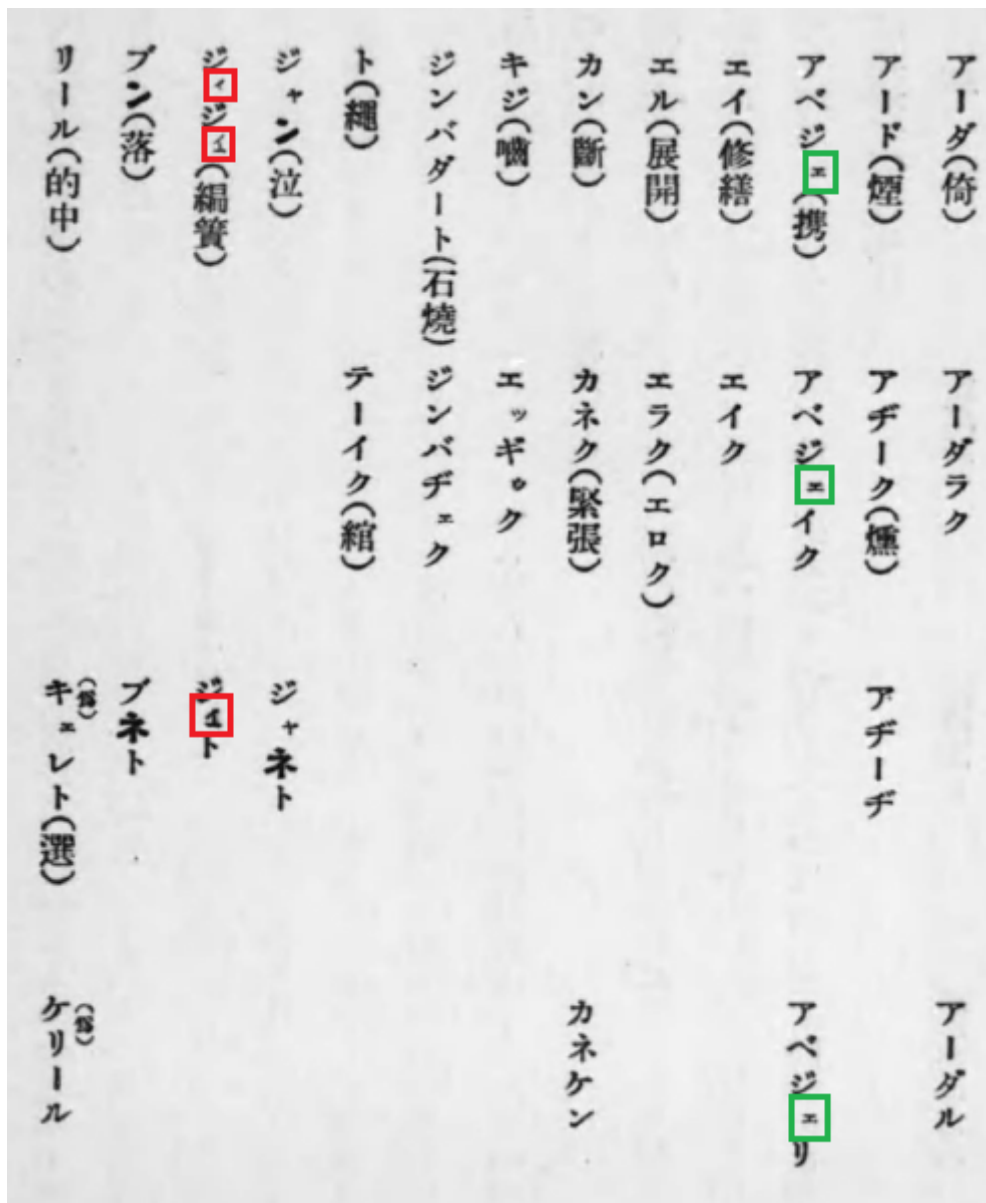 アーダ(倚) アーダラク アーダル
アード(煙) アヂーク(燻) アヂーヂ
アベジェ(携) アベジェイク アベジェリ
エイ(修繕) エイク
エル(展開) エラク(エロク)
カン(斷) カネク(緊張) カネケン
キジ(嚙) エッギゥク
ジンバダート(石燒) ジンバヂェク
ト(繩) テーイク(綰)
ジャン(泣) ジャネト
ジィジェ(編簀) ジェト
ブン(落) ブネト
リール(的中) キェレト(選) ケリール